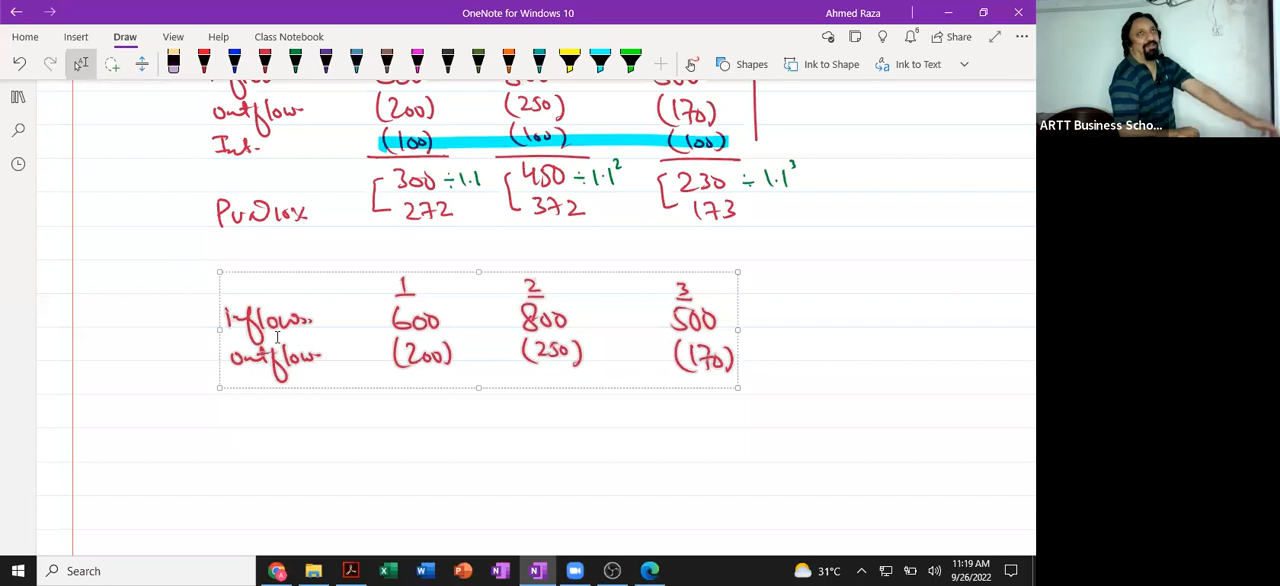 OneNote for Windows 10
Ahmed Raza
Home Insert Draw View Help Class Notebook
Share
Shapes Ink to Shape Ink to Text
ARTT Business Scho...
outflow (200) (250) (170)
Int. (100) (100) (100)
300 ÷ 1.1 450 ÷ 1.1² 230 ÷ 1.1³
272 372 173
1 2 3
Inflows 600 800 500
outflow (200) (250) (170)
Search
31°C
11:19 AM
9/26/2022